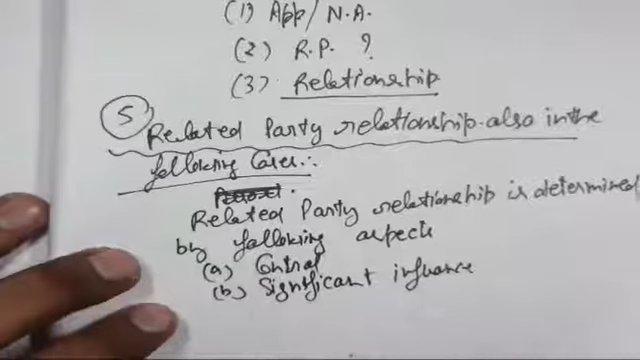 (1) App/N.A.
(2) R.P. ?
(3) Relationship
(5) Related Party relationship also in the
following Cases:
Related Party relationship is determined
by following aspects
(a) Control
(b) Significant influence